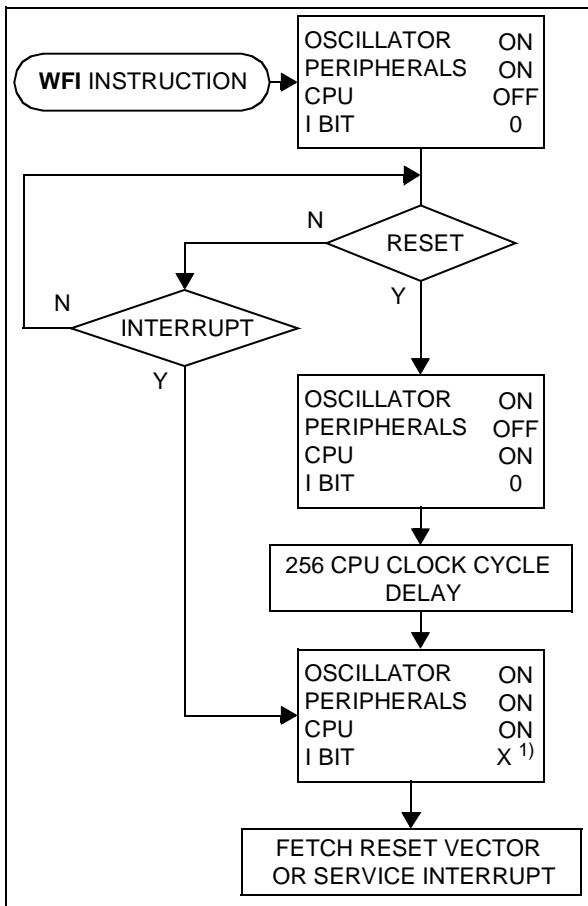 WFI INSTRUCTION
OSCILLATOR ON
PERIPHERALS ON
CPU OFF
I BIT 0
N
RESET
Y
N
INTERRUPT
Y
OSCILLATOR ON
PERIPHERALS OFF
CPU ON
I BIT 0
256 CPU CLOCK CYCLE
DELAY
OSCILLATOR ON
PERIPHERALS ON
CPU ON
I BIT X 1)
FETCH RESET VECTOR
OR SERVICE INTERRUPT